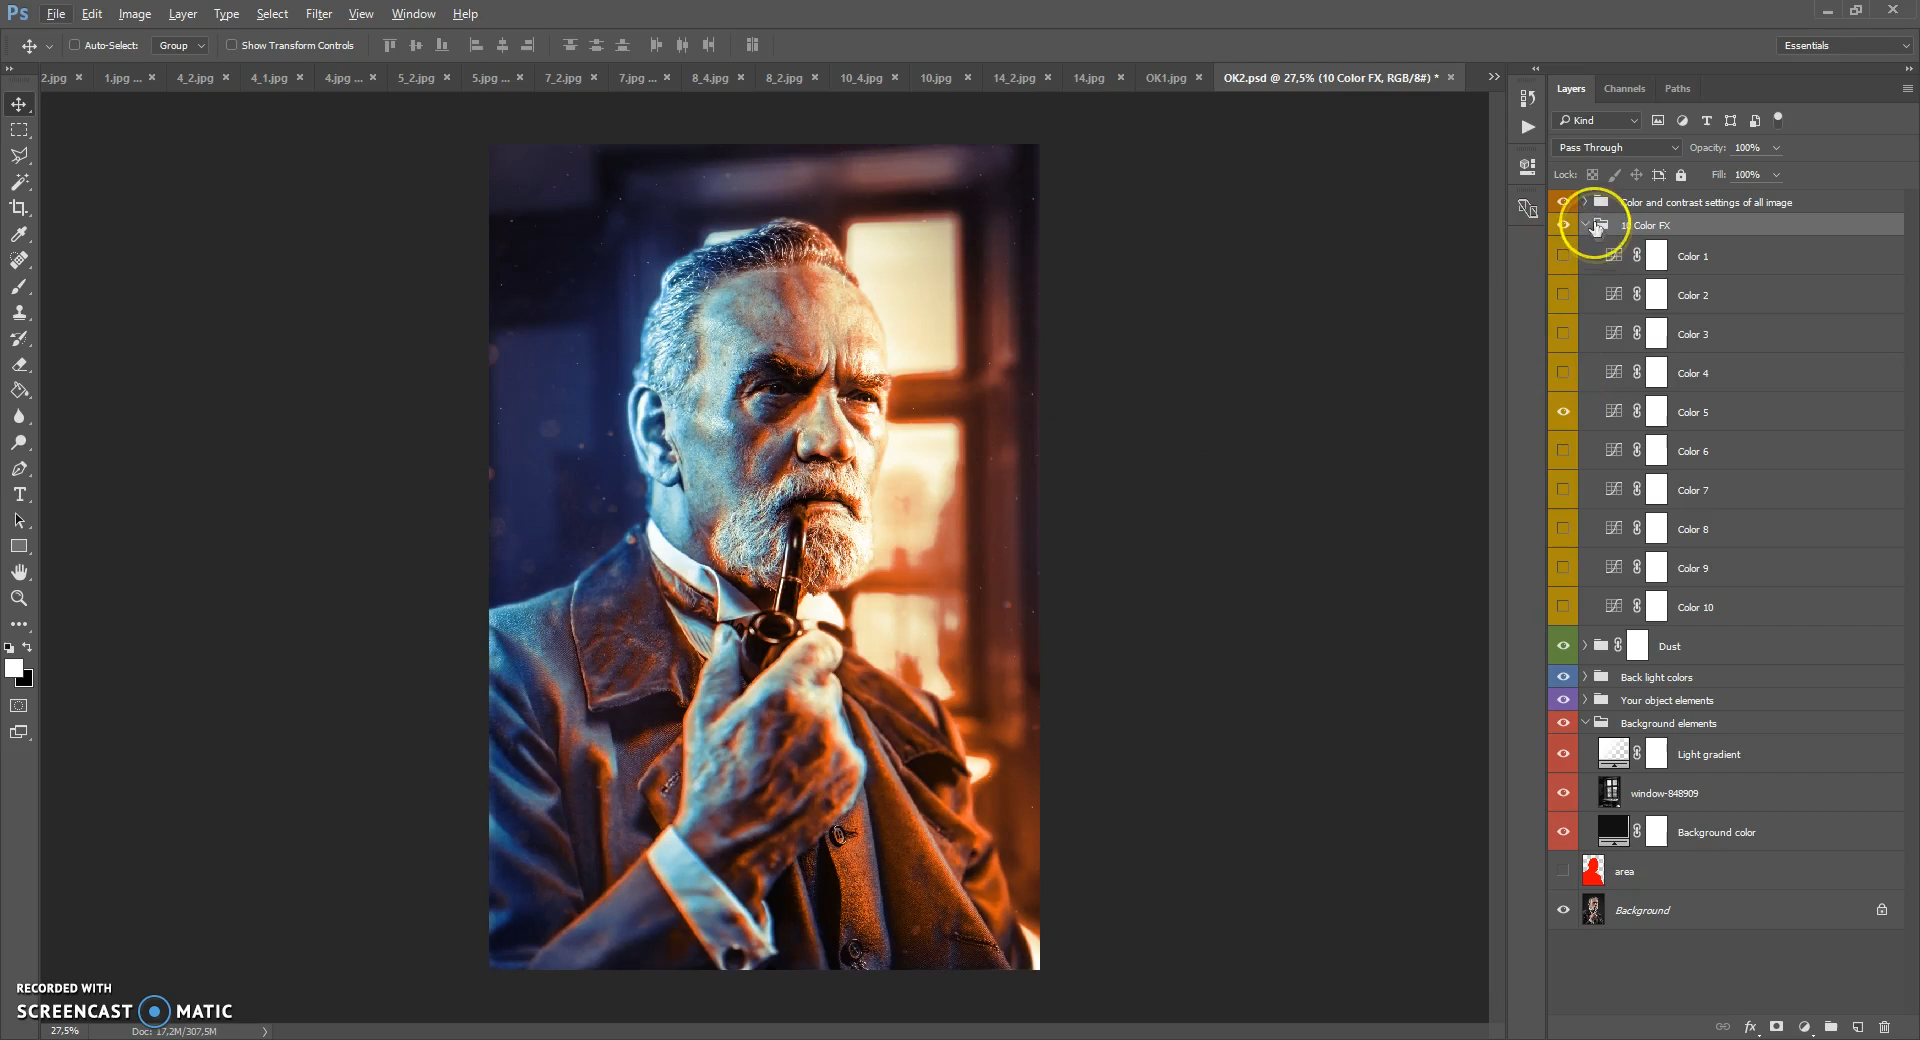 Ps File Edit Image Layer Type Select Filter View Window Help
Auto-Select: Group Show Transform Controls Essentials
2.jpg × 1.jpg ... × 4_2.jpg × 4_1.jpg × 4.jpg ... × 5_2.jpg × 5.jpg ... × 7_2.jpg × 7.jpg ... × 8_4.jpg × 8_2.jpg × 10_4.jpg × 10.jpg × 14_2.jpg × 14.jpg × OK1.jpg × OK2.psd @ 27,5% (10 Color FX, RGB/8#) * ×
Layers Channels Paths
Kind
Pass Through Opacity: 100%
Lock: Fill: 100%
Color and contrast settings of all image
10 Color FX
Color 1
Color 2
Color 3
Color 4
Color 5
Color 6
Color 7
Color 8
Color 9
Color 10
Dust
Back light colors
Your object elements
Background elements
Light gradient
window-848909
Background color
area
Background
RECORDED WITH
SCREENCAST MATIC
27,5% Doc: 17,2M/307,5M